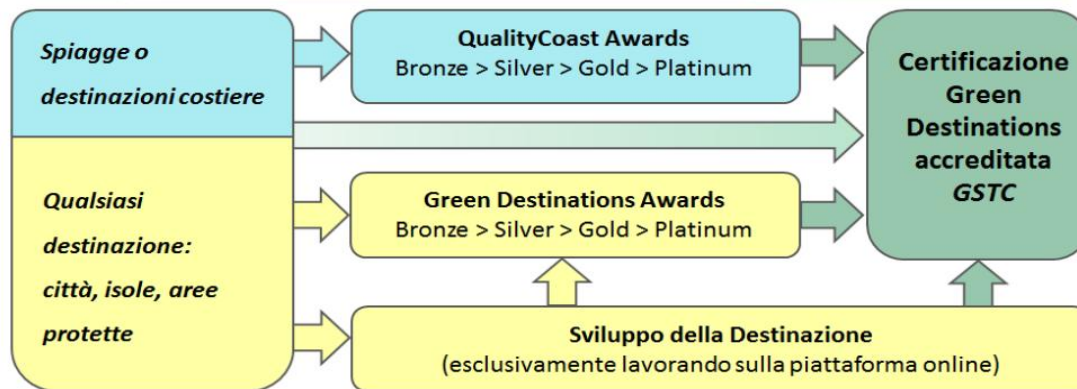 Spiagge o
destinazioni costiere
Qualsiasi
destinazione:
città, isole, aree
protette
QualityCoast Awards
Bronze > Silver > Gold > Platinum
Green Destinations Awards
Bronze > Silver > Gold > Platinum
Sviluppo della Destinazione
(esclusivamente lavorando sulla piattaforma online)
Certificazione
Green
Destinations
accreditata
GSTC